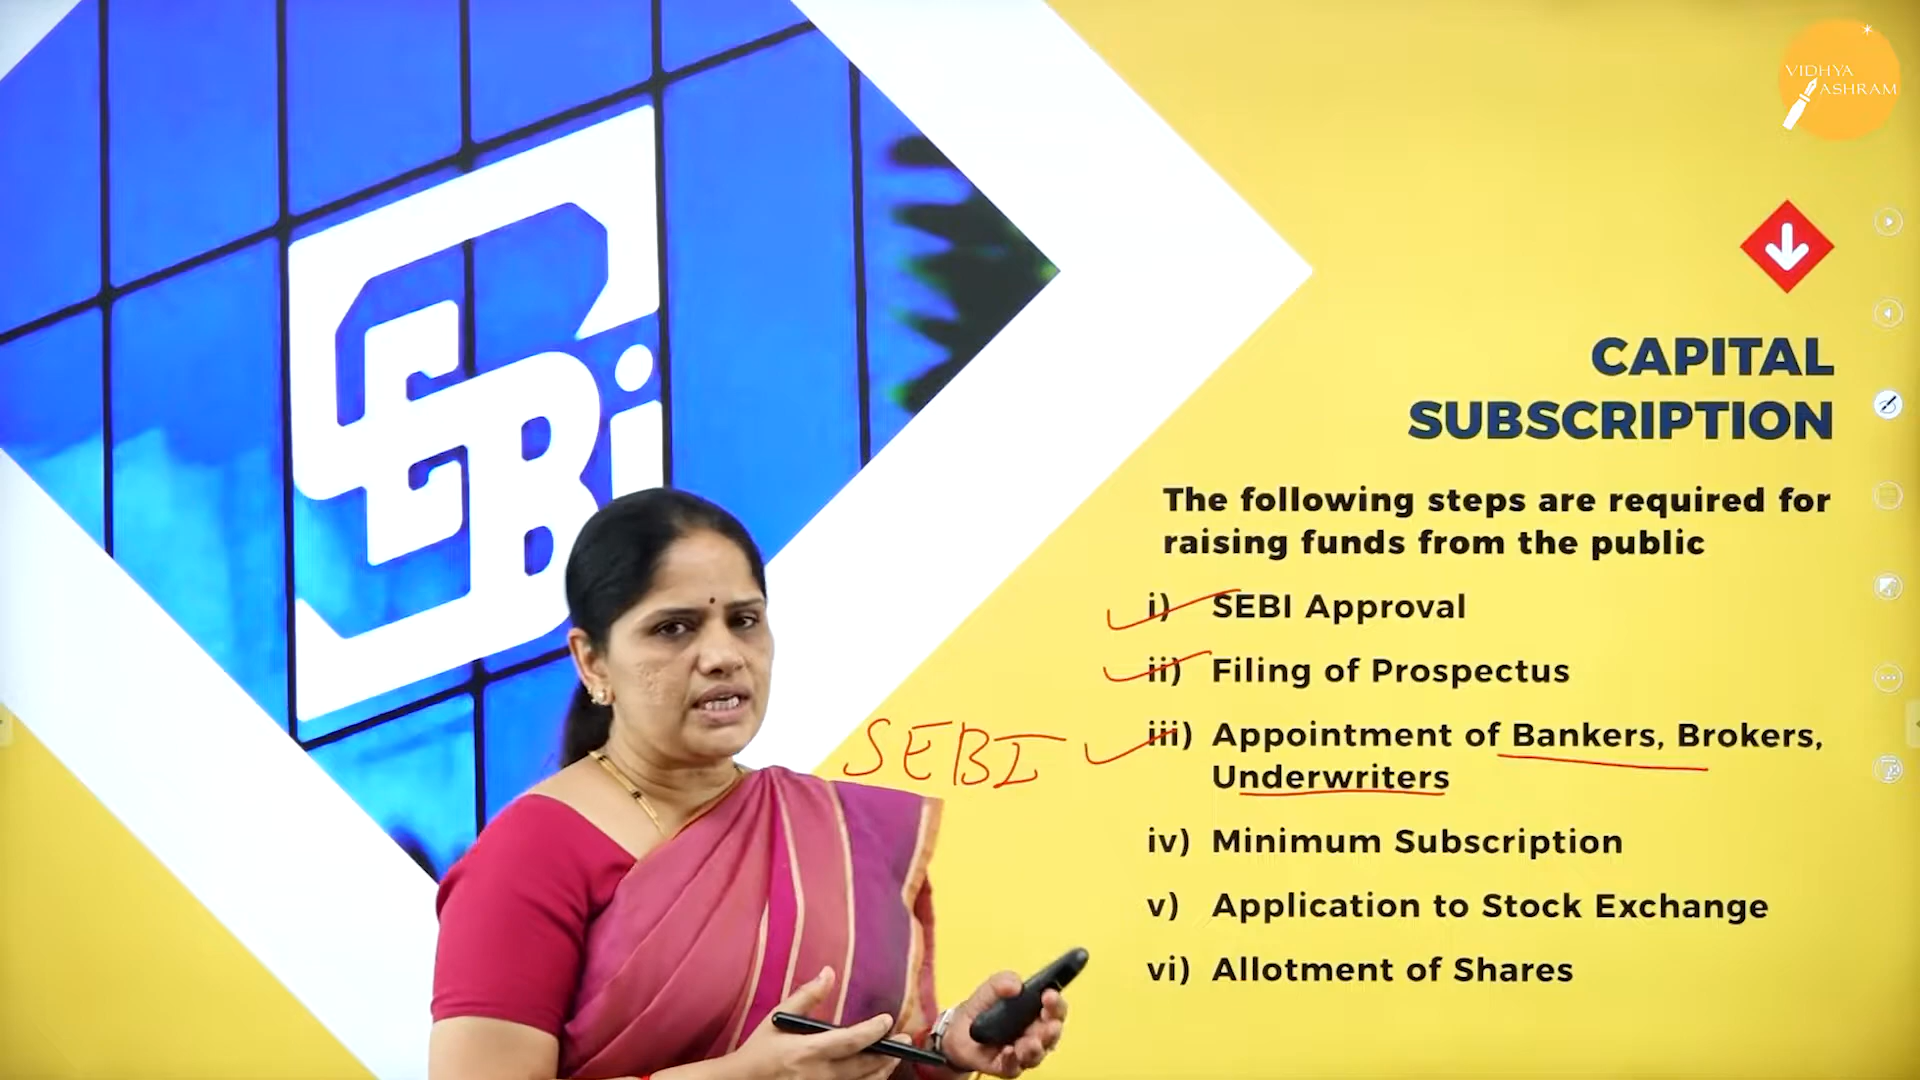 VIDHYA
ASHRAM
SEBi
CAPITAL
SUBSCRIPTION
The following steps are required for
raising funds from the public
i) SEBI Approval
ii) Filing of Prospectus
SEBI
iii) Appointment of Bankers, Brokers,
Underwriters
iv) Minimum Subscription
v) Application to Stock Exchange
vi) Allotment of Shares